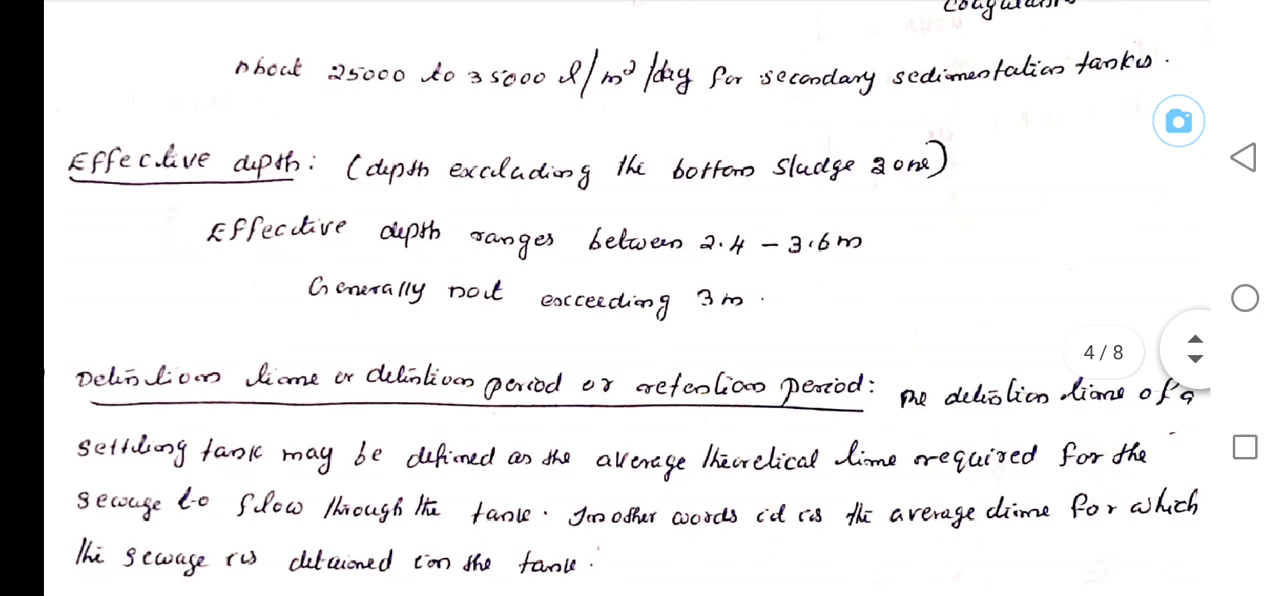 About 25000 to 35000 l/m²/day for secondary sedimentation tanks.
Effective depth: (depth excluding the bottom sludge zone)
Effective depth ranges between 2.4 – 3.6m
Generally not exceeding 3m.
4/8
Detention time or detention period or retention period: The detention time of a
settling tank may be defined as the average theoretical time required for the
sewage to flow through the tank. In other words it is the average time for which
the sewage is detained in the tank.